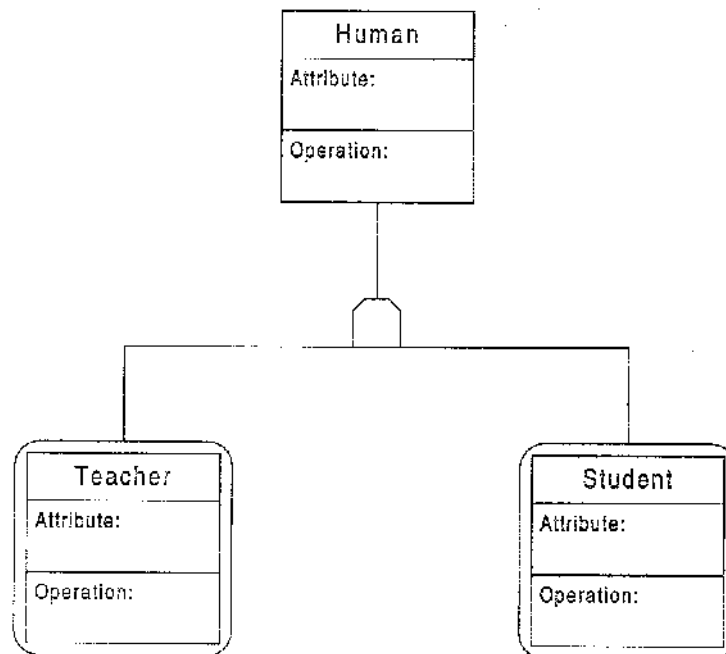 Human
Attribute:
Operation:
Teacher
Attribute:
Operation:
Student
Attribute:
Operation: